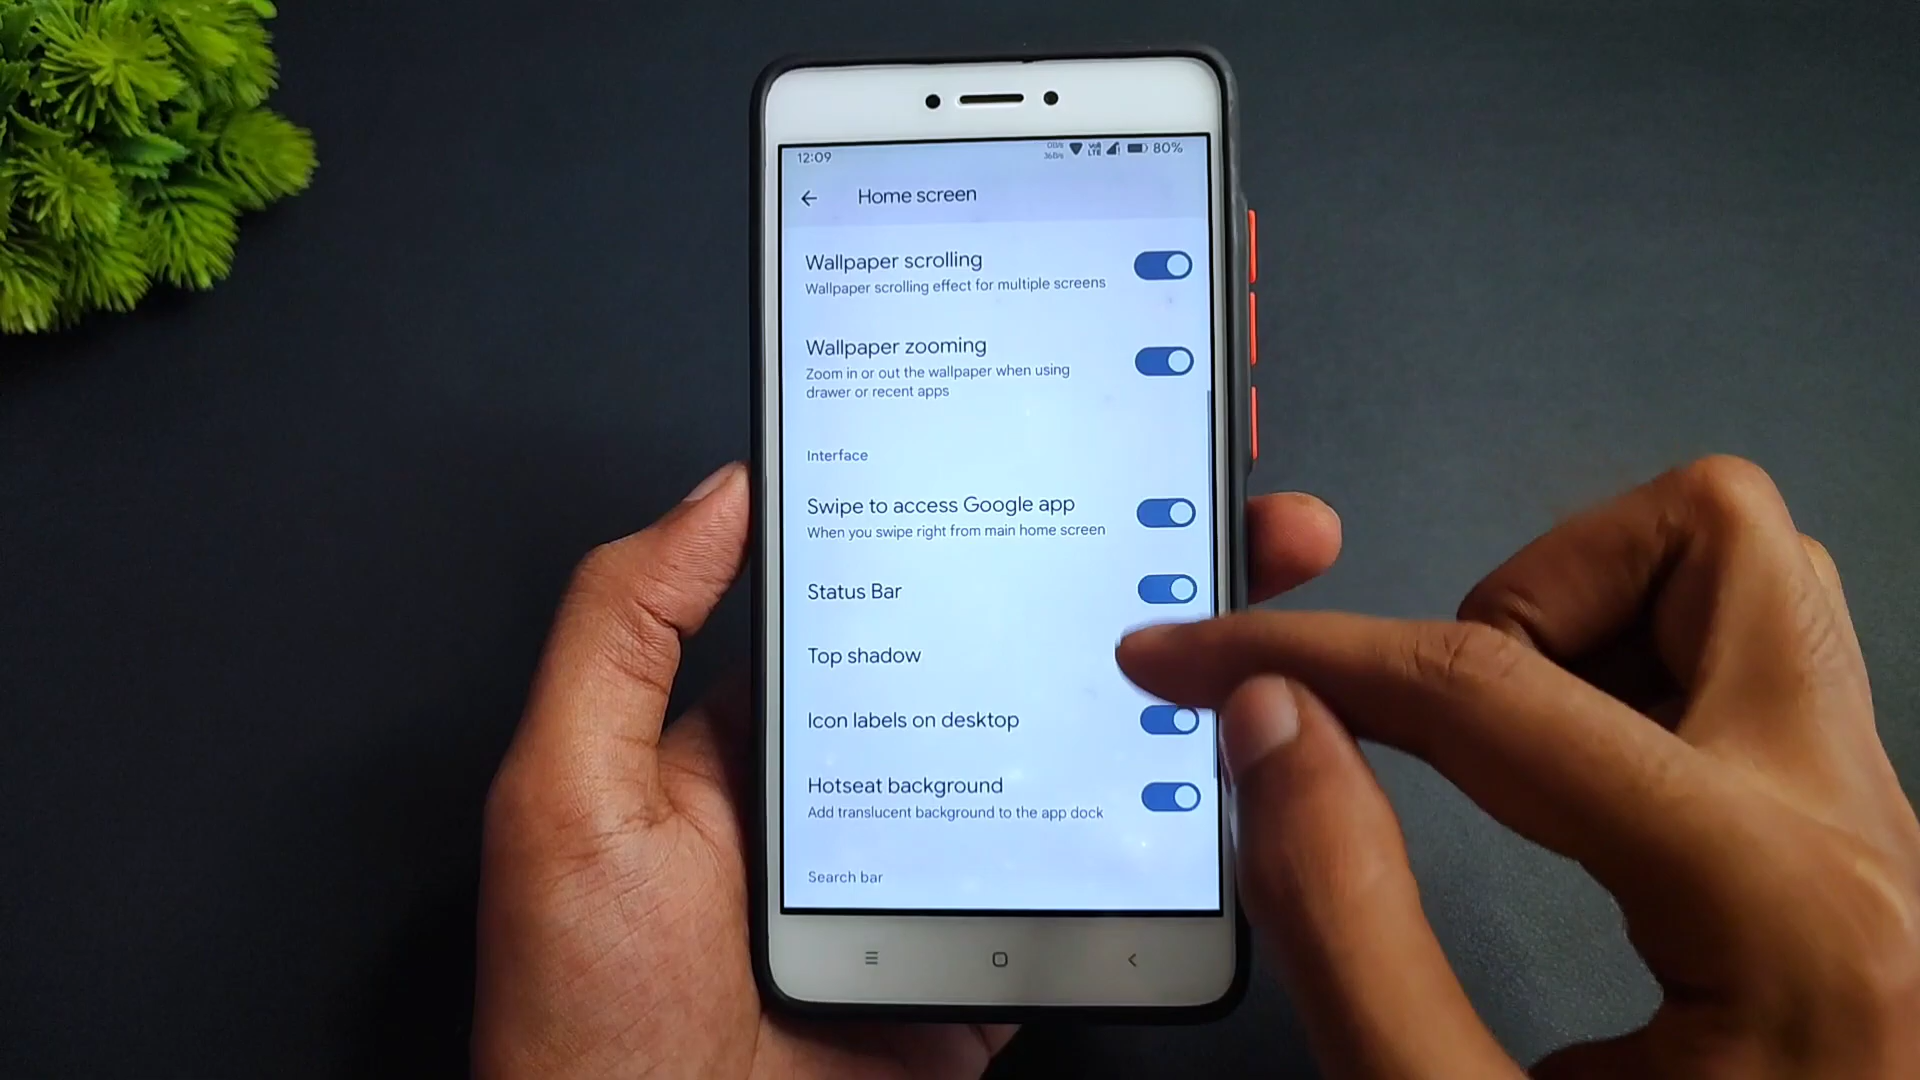 12:09
80%
Home screen
Wallpaper scrolling
Wallpaper scrolling effect for multiple screens
Wallpaper zooming
Zoom in or out the wallpaper when using
drawer or recent apps
Interface
Swipe to access Google app
When you swipe right from main home screen
Status Bar
Top shadow
Icon labels on desktop
Hotseat background
Add translucent background to the app dock
Search bar